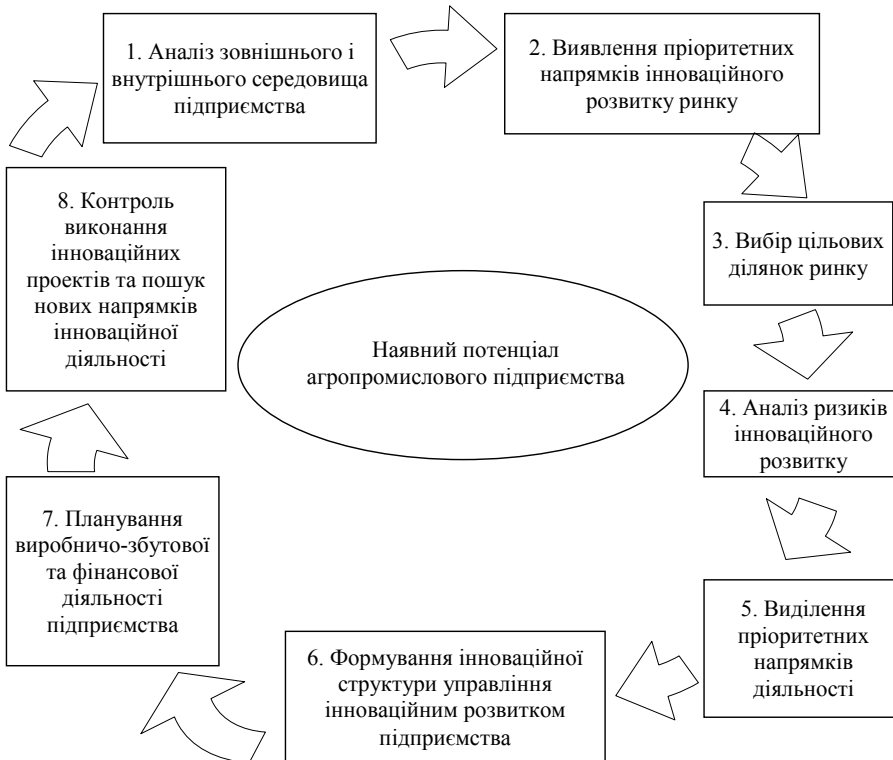 1. Аналіз зовнішнього і
внутрішнього середовища
підприємства
2. Виявлення пріоритетних
напрямків інноваційного
розвитку ринку
3. Вибір цільових
ділянок ринку
4. Аналіз ризиків
інноваційного
розвитку
5. Виділення
пріоритетних
напрямків
діяльності
6. Формування інноваційної
структури управління
інноваційним розвитком
підприємства
7. Планування
виробничо-збутової
та фінансової
діяльності
підприємства
8. Контроль
виконання
інноваційних
проектів та пошук
нових напрямків
інноваційної
діяльності
Наявний потенціал
агропромислового підприємства